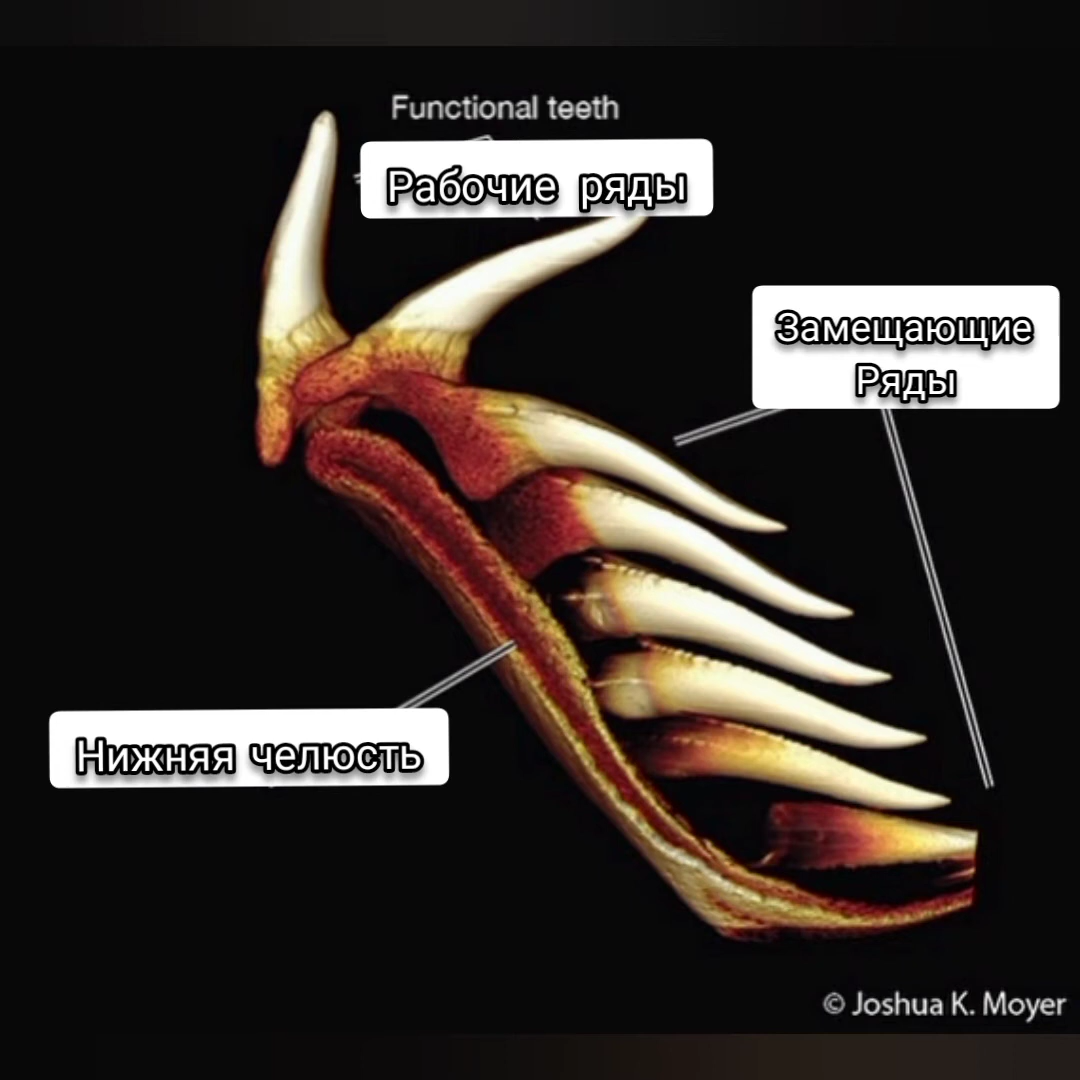 Functional teeth
Рабочие ряды
Замещающие
Ряды
Нижняя челюсть
© Joshua K. Moyer